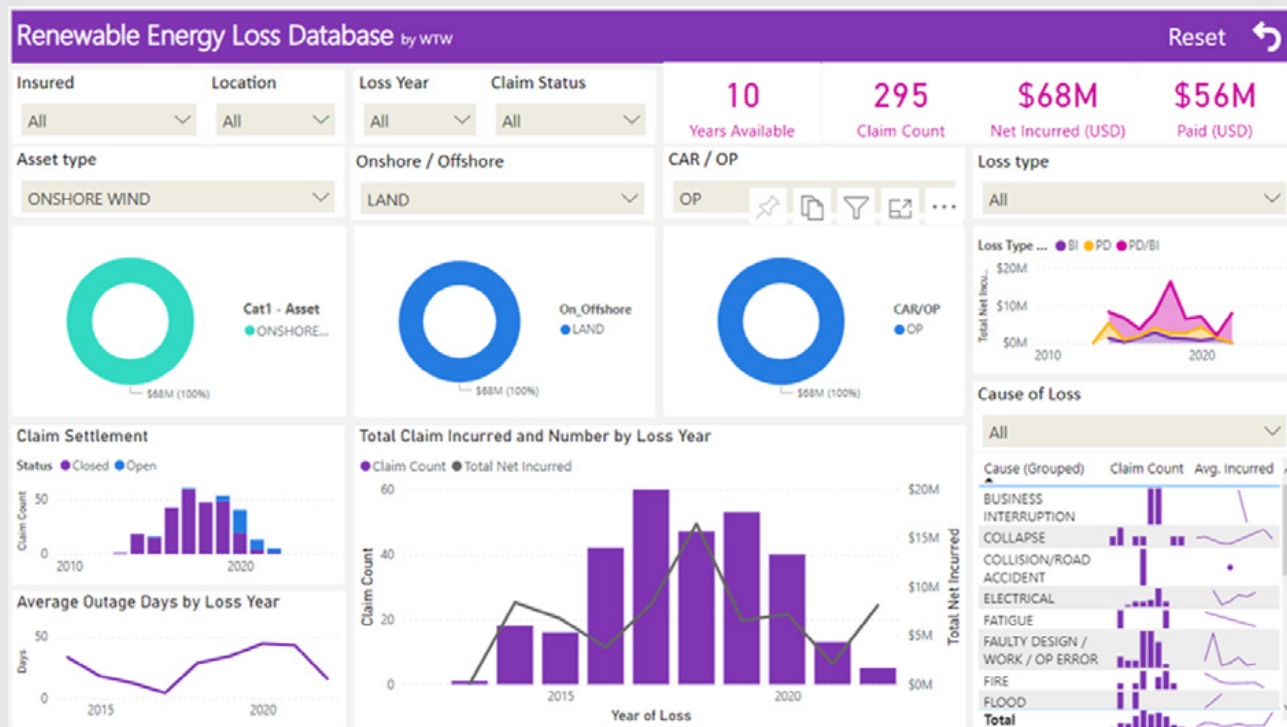 Renewable Energy Loss Database by WTW
Reset
Insured
All
Location
All
Loss Year
All
Claim Status
All
10
Years Available
295
Claim Count
$68M
Net Incurred (USD)
$56M
Paid (USD)
Asset type
ONSHORE WIND
Onshore / Offshore
LAND
CAR / OP
OP
Loss type
All
Cat1 - Asset
ONSHORE...
$68M (100%)
On_Offshore
LAND
$68M (100%)
CAR/OP
OP
$68M (100%)
Loss Type ... BI PD PD/BI
Total Net Incu...
$20M
$10M
$0M
2010 2020
Cause of Loss
All
Claim Settlement
Status Closed Open
Claim Count
50
0
2010 2020
Average Outage Days by Loss Year
Days
50
0
2015 2020
Total Claim Incurred and Number by Loss Year
Claim Count Total Net Incurred
Claim Count
60
40
20
0
$20M
$15M
$10M
$5M
$0M
Total Net Incurred
2015 2020
Year of Loss
Cause (Grouped) Claim Count Avg. Incurred
BUSINESS
INTERRUPTION
COLLAPSE
COLLISION/ROAD
ACCIDENT
ELECTRICAL
FATIGUE
FAULTY DESIGN /
WORK / OP ERROR
FIRE
FLOOD
Total